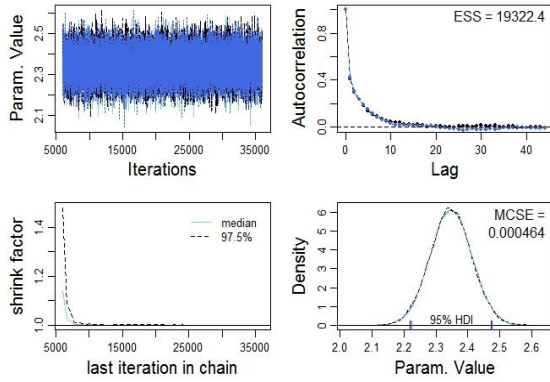 Param. Value
2.1 2.3 2.5
5000 15000 25000 35000
Iterations
Autocorrelation
0.0 0.4 0.8
ESS = 19322.4
0 10 20 30 40
Lag
shrink factor
1.0 1.2 1.4
median
97.5%
5000 15000 25000 35000
last iteration in chain
Density
0 1 2 3 4 5 6
MCSE =
0.000464
95% HDI
2.0 2.1 2.2 2.3 2.4 2.5 2.6
Param. Value